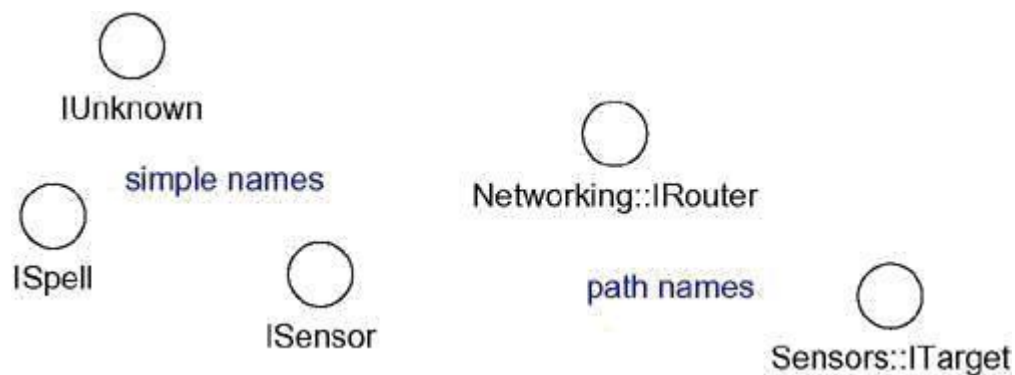 IUnknown
simple names
ISpell
ISensor
Networking::IRouter
path names
Sensors::ITarget